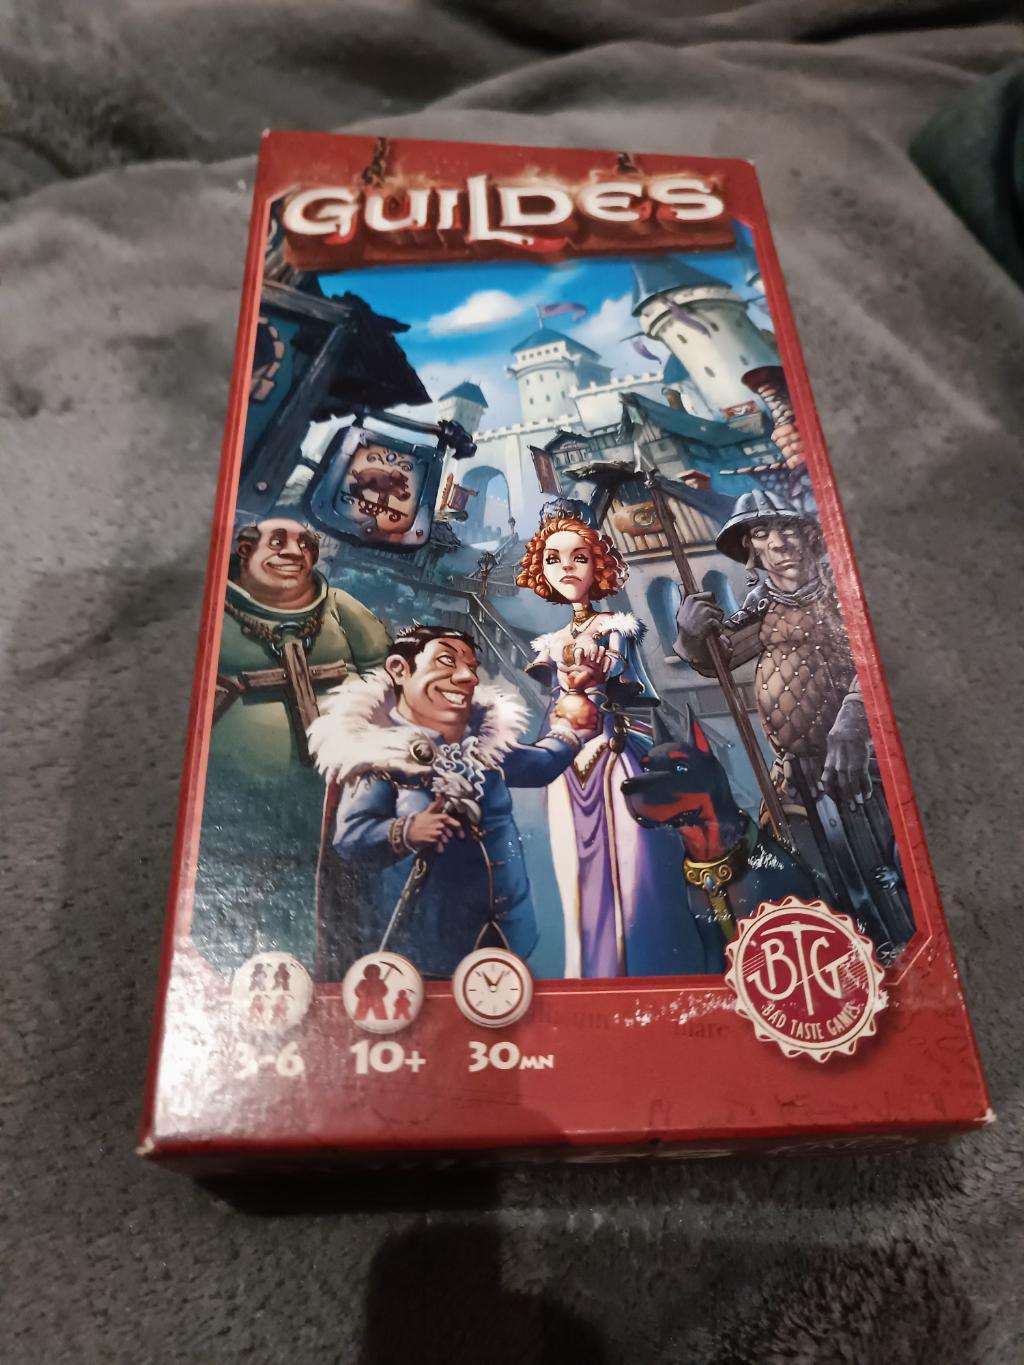 GUILDES
3-6
10+
30MN
BTG
BAD TASTE GAMES